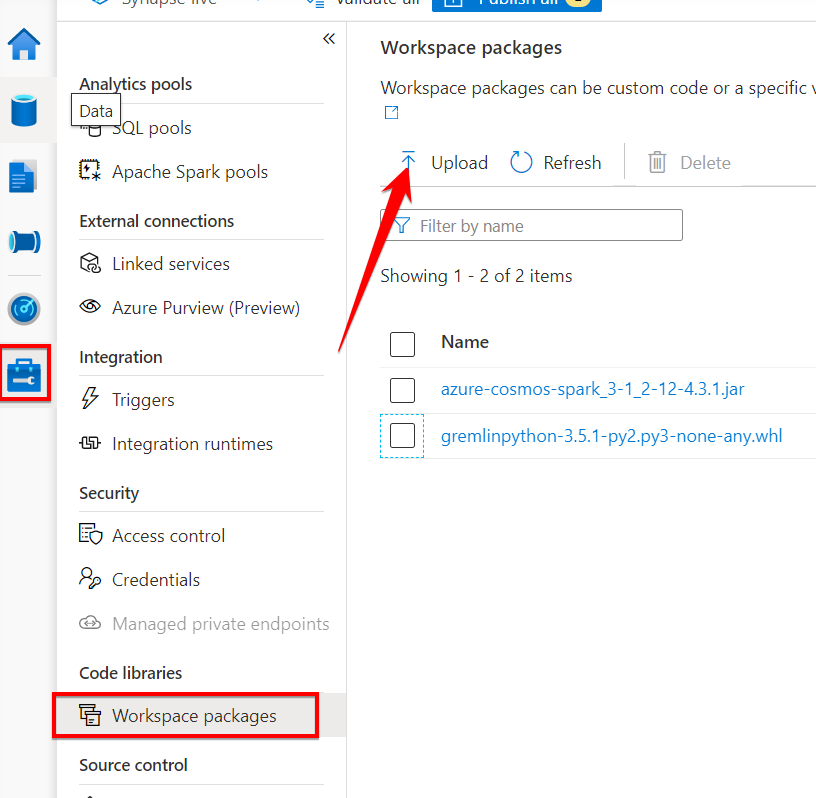 Synapse live
Validate all
Publish all
Analytics pools
Data
SQL pools
Apache Spark pools
External connections
Linked services
Azure Purview (Preview)
Integration
Triggers
Integration runtimes
Security
Access control
Credentials
Managed private endpoints
Code libraries
Workspace packages
Source control
Workspace packages
Workspace packages can be custom code or a specific v
Upload
Refresh
Delete
Filter by name
Showing 1 - 2 of 2 items
Name
azure-cosmos-spark_3-1_2-12-4.3.1.jar
gremlinpython-3.5.1-py2.py3-none-any.whl